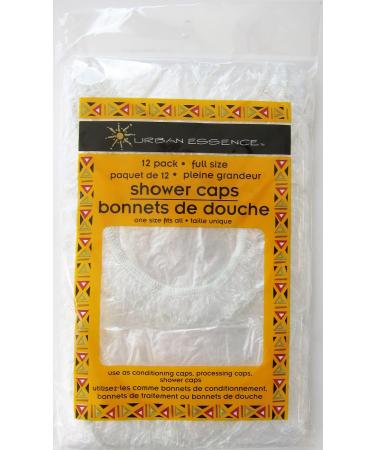 URBAN ESSENCE
12 pack • full size
paquet de 12 • pleine grandeur
shower caps
bonnets de douche
one size fits all • taille unique
use as conditioning caps, processing caps,
shower caps
utilisez-les comme bonnets de conditionnement,
bonnets de traitement ou bonnets de douche